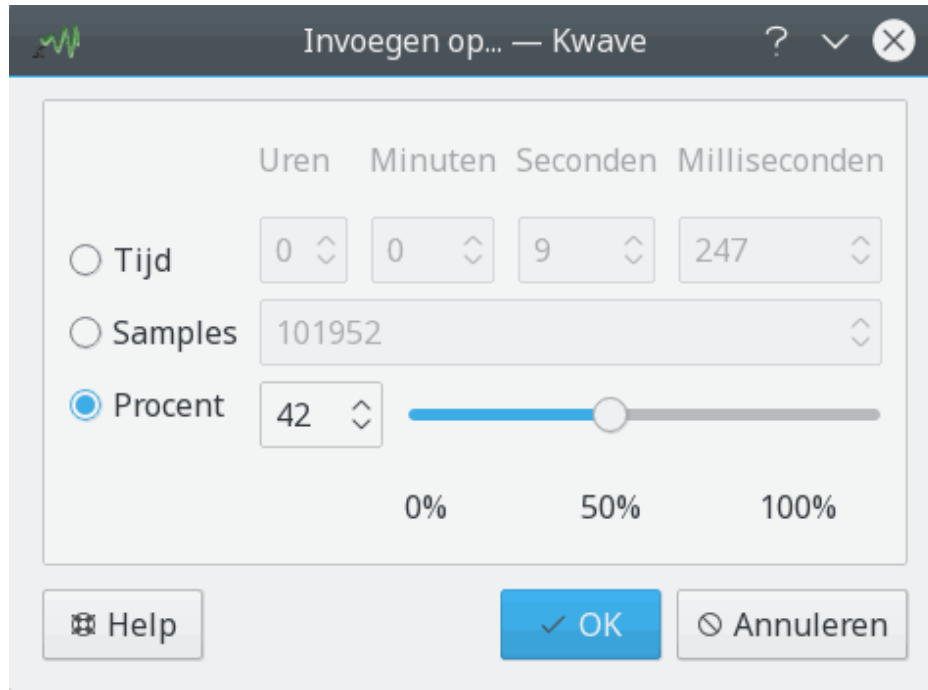 Invoegen op... — Kwave
Uren Minuten Seconden Milliseconden
Tijd 0 0 9 247
Samples 101952
Procent 42
0% 50% 100%
Help OK Annuleren